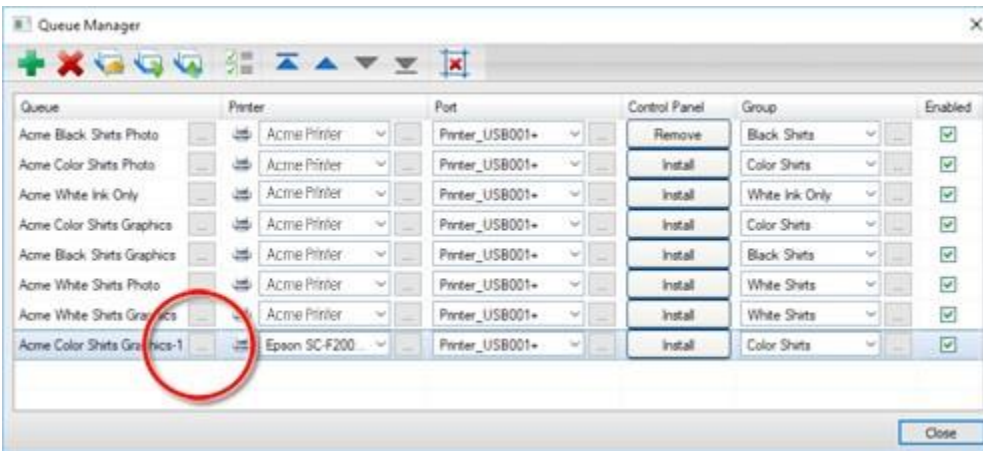 Queue Manager
Queue Printer Port Control Panel Group Enabled
Acme Black Shirts Photo ... Acme Printer ... Printer_USB001+ ... Remove Black Shirts ...
Acme Color Shirts Photo ... Acme Printer ... Printer_USB001+ ... Install Color Shirts ...
Acme White Ink Only ... Acme Printer ... Printer_USB001+ ... Install White Ink Only ...
Acme Color Shirts Graphics ... Acme Printer ... Printer_USB001+ ... Install Color Shirts ...
Acme Black Shirts Graphics ... Acme Printer ... Printer_USB001+ ... Install Black Shirts ...
Acme White Shirts Photo ... Acme Printer ... Printer_USB001+ ... Install White Shirts ...
Acme White Shirts Graphics ... Acme Printer ... Printer_USB001+ ... Install White Shirts ...
Acme Color Shirts Graphics-1 ... Epson SC-F200 ... Printer_USB001+ ... Install Color Shirts ...
Close